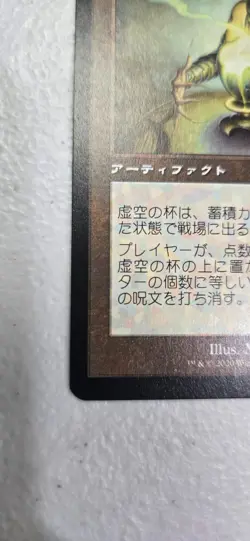 アーティファクト
虚空の杯は、蓄積カ
た状態で戦場に出る
プレイヤーが、点数
虚空の杯の上に置か
ターの個数に等しい
の呪文を打ち消す。
Illus.
™ & © 2020 Wiz